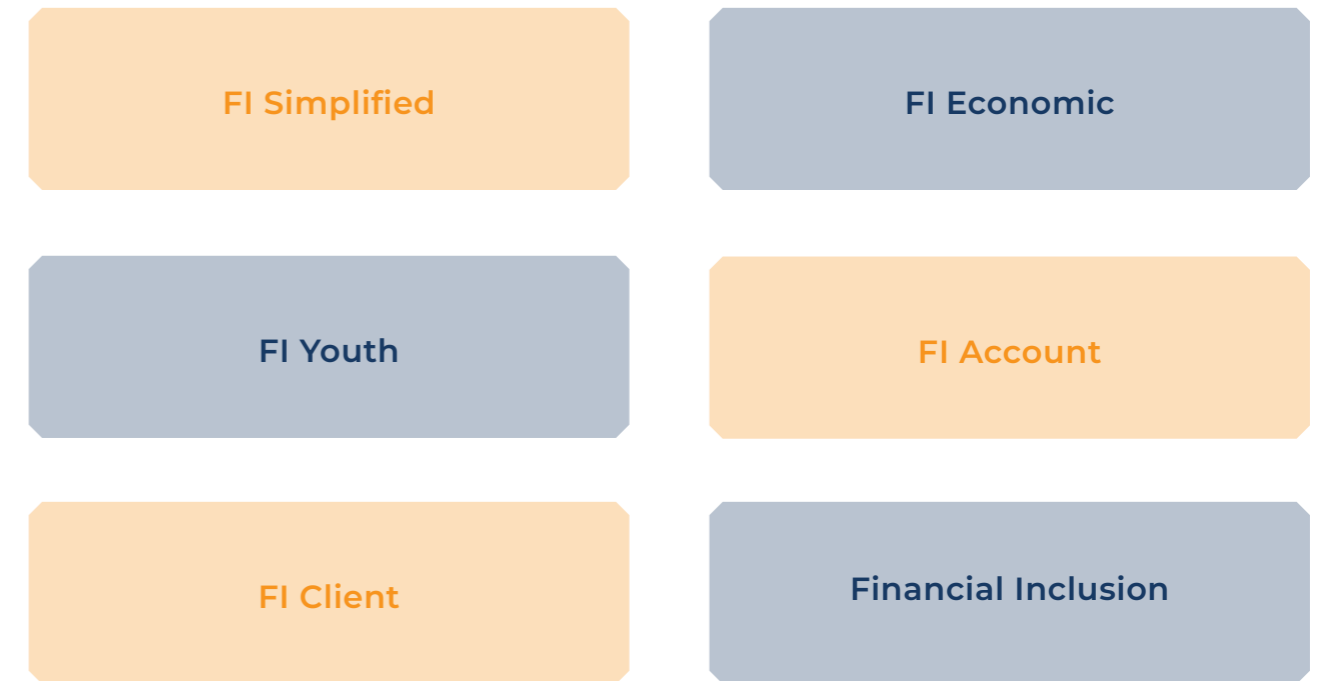 FI Simplified
FI Economic
FI Youth
FI Account
FI Client
Financial Inclusion